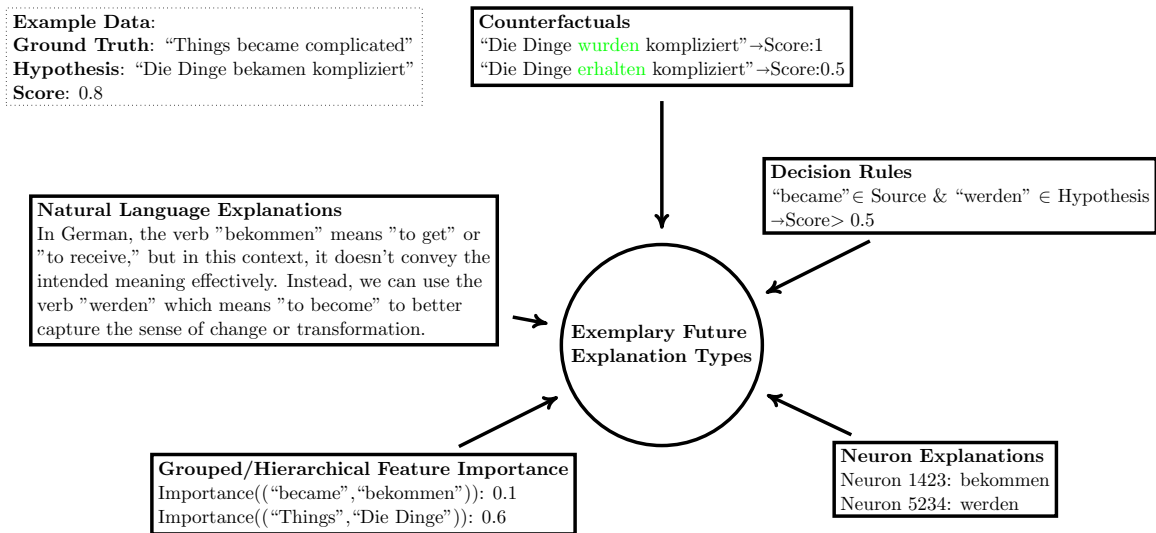 Example Data:
Ground Truth: “Things became complicated”
Hypothesis: “Die Dinge bekamen kompliziert”
Score: 0.8
Counterfactuals
“Die Dinge wurden kompliziert”→Score:1
“Die Dinge erhalten kompliziert”→Score:0.5
Decision Rules
“became”∈ Source & “werden” ∈ Hypothesis
→Score> 0.5
Natural Language Explanations
In German, the verb ”bekommen” means ”to get” or
”to receive,” but in this context, it doesn’t convey the
intended meaning effectively. Instead, we can use the
verb ”werden” which means ”to become” to better
capture the sense of change or transformation.
Exemplary Future
Explanation Types
Grouped/Hierarchical Feature Importance
Importance((“became”,“bekommen”)): 0.1
Importance((“Things”,“Die Dinge”)): 0.6
Neuron Explanations
Neuron 1423: bekommen
Neuron 5234: werden